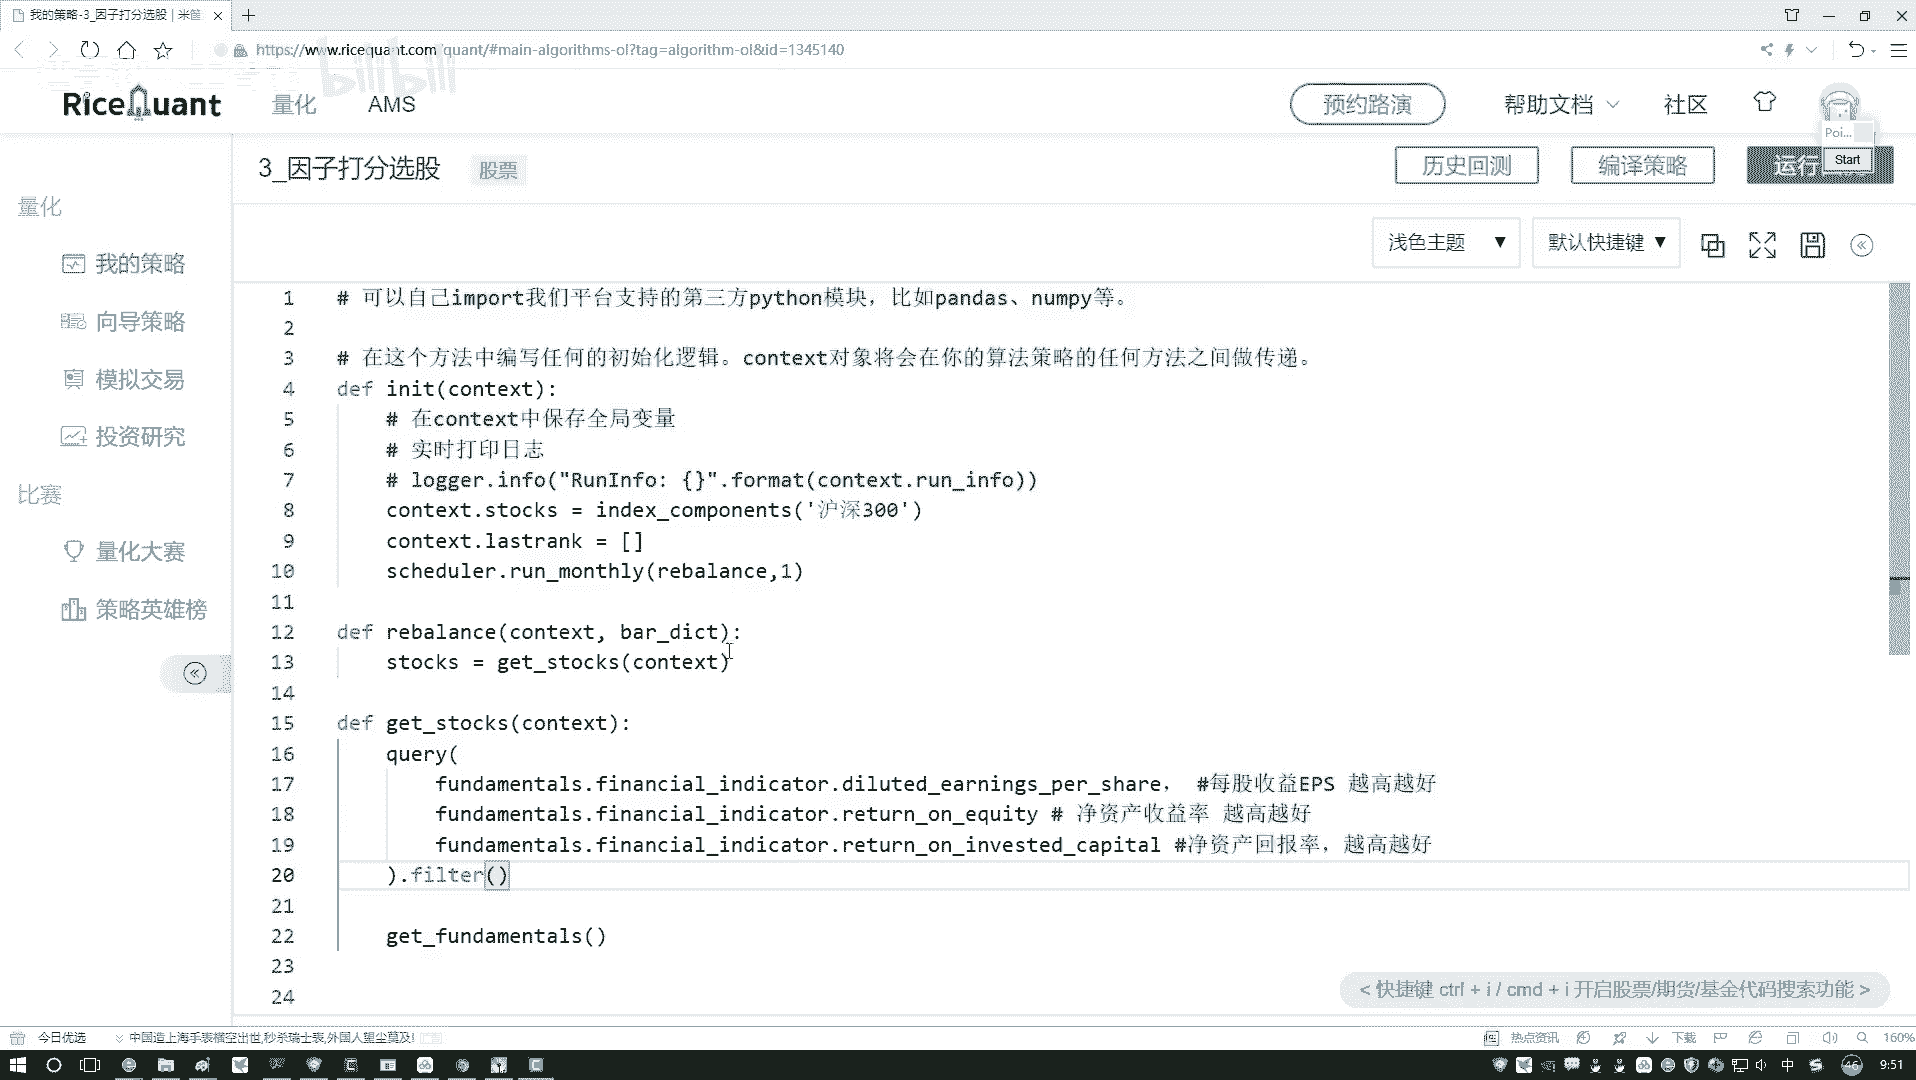 我的策略-3_因子打分选股 | 米筐
https://www.ricequant.com/quant/#main-algorithms-ol?tag=algorithm-ol&id=1345140
bilibili
RiceQuant 量化 AMS 预约路演 帮助文档 社区
Poi...
Start
3_因子打分选股 股票 历史回测 编译策略 运行
浅色主题 ▼ 默认快捷键 ▼
量化
我的策略
向导策略
模拟交易
投资研究
比赛
量化大赛
策略英雄榜
1 # 可以自己import我们平台支持的第三方python模块，比如pandas、numpy等。
2
3 # 在这个方法中编写任何的初始化逻辑。context对象将会在你的算法策略的任何方法之间做传递。
4 def init(context):
5 # 在context中保存全局变量
6 # 实时打印日志
7 # logger.info("RunInfo: {}".format(context.run_info))
8 context.stocks = index_components('沪深300')
9 context.lastrank = []
10 scheduler.run_monthly(rebalance,1)
11
12 def rebalance(context, bar_dict):
13 stocks = get_stocks(context)
14
15 def get_stocks(context):
16 query(
17 fundamentals.financial_indicator.diluted_earnings_per_share， #每股收益EPS 越高越好
18 fundamentals.financial_indicator.return_on_equity # 净资产收益率 越高越好
19 fundamentals.financial_indicator.return_on_invested_capital #净资产回报率，越高越好
20 ).filter()
21
22 get_fundamentals()
23
24
< 快捷键 ctrl + i / cmd + i 开启股票/期货/基金代码搜索功能 >
今日优选 中国造上海手表横空出世,秒杀瑞士表,外国人望尘莫及! 热点资讯 下载 160%
中 46 9:51